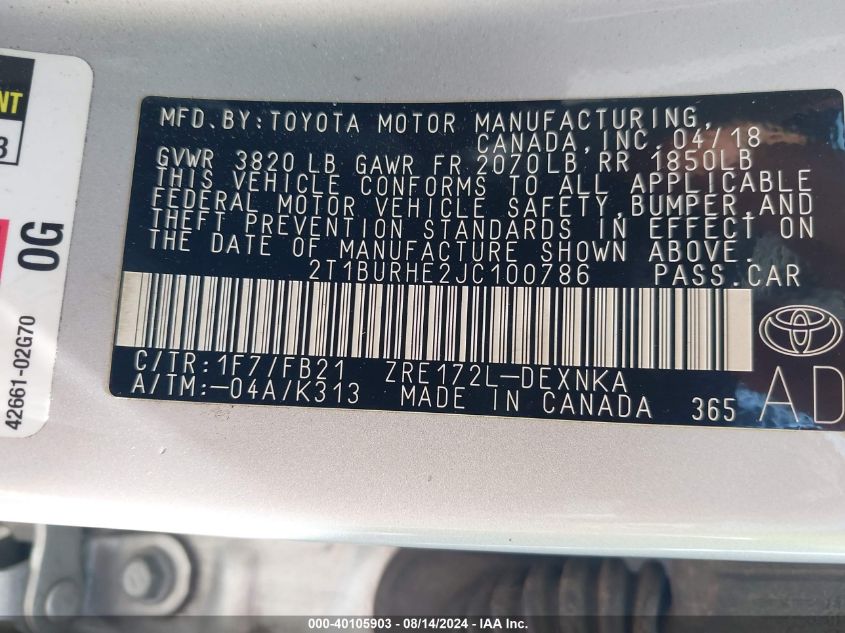 NT
3
0G
42661-02G70
MFD.BY:TOYOTA MOTOR MANUFACTURING,
CANADA, INC. 04/18
GVWR 3820 LB GAWR FR 2070LB, RR 1850LB
THIS VEHICLE CONFORMS TO ALL APPLICABLE
FEDERAL MOTOR VEHICLE SAFETY, BUMPER, AND
THEFT PREVENTION STANDARDS IN EFFECT ON
THE DATE OF MANUFACTURE SHOWN ABOVE.
2T1BURHE2JC100786 PASS.CAR
C/TR:1F7/FB21 ZRE172L-DEXNKA
A/TM:-04A/K313 MADE IN CANADA 365 AD
000-40105903 - 08/14/2024 - IAA Inc.